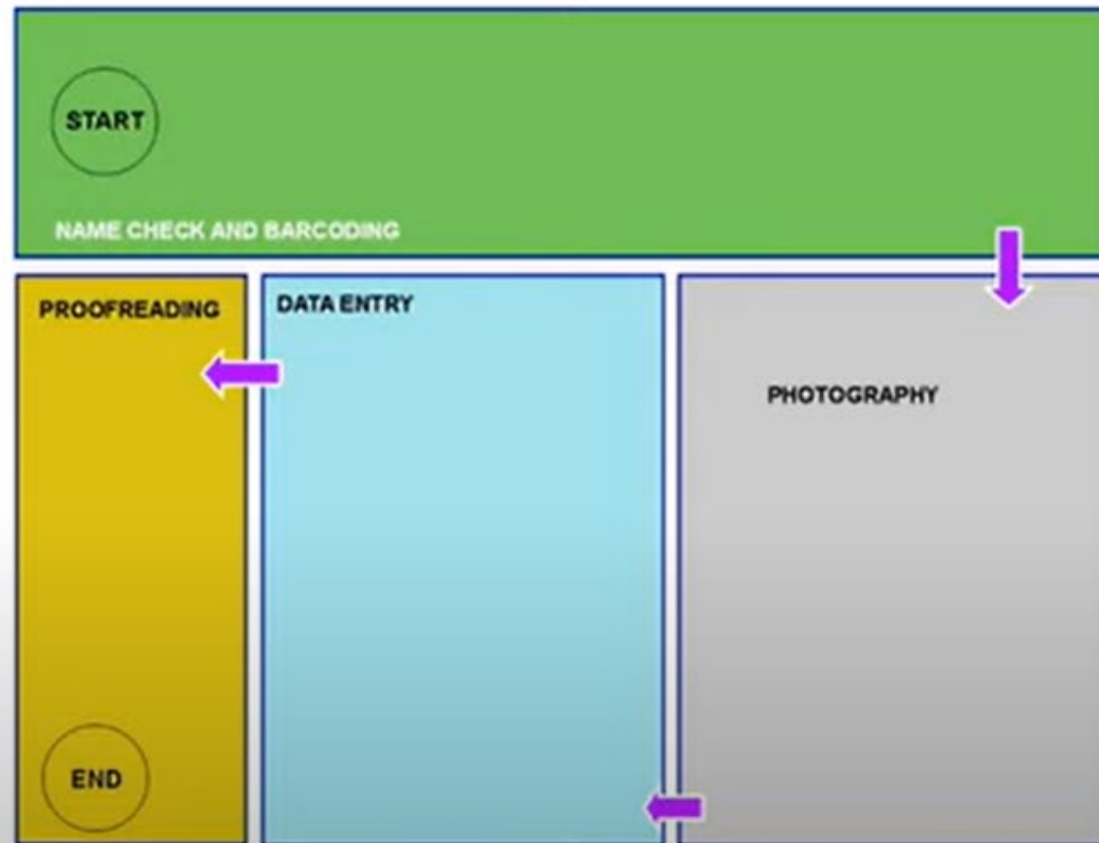 START
NAME CHECK AND BARCODING
PROOFREADING
DATA ENTRY
PHOTOGRAPHY
END